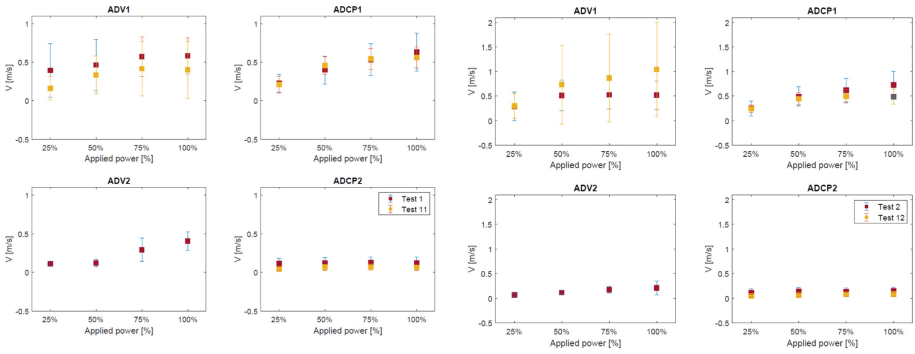 ADV1
ADCP1
ADV1
ADCP1
1
0.5
0
-0.5
V [m/s]
25% 50% 75% 100%
Applied power [%]
1
0.5
0
-0.5
V [m/s]
25% 50% 75% 100%
Applied power [%]
2
1.5
1
0.5
0
-0.5
V [m/s]
25% 50% 75% 100%
Applied power [%]
2
1.5
1
0.5
0
-0.5
V [m/s]
25% 50% 75% 100%
Applied power [%]
ADV2
ADCP2
ADV2
ADCP2
1
0.5
0
-0.5
V [m/s]
25% 50% 75% 100%
Applied power [%]
1
0.5
0
-0.5
V [m/s]
Test 1
Test 11
25% 50% 75% 100%
Applied power [%]
2
1.5
1
0.5
0
-0.5
V [m/s]
25% 50% 75% 100%
Applied power [%]
2
1.5
1
0.5
0
-0.5
V [m/s]
Test 2
Test 12
25% 50% 75% 100%
Applied power [%]